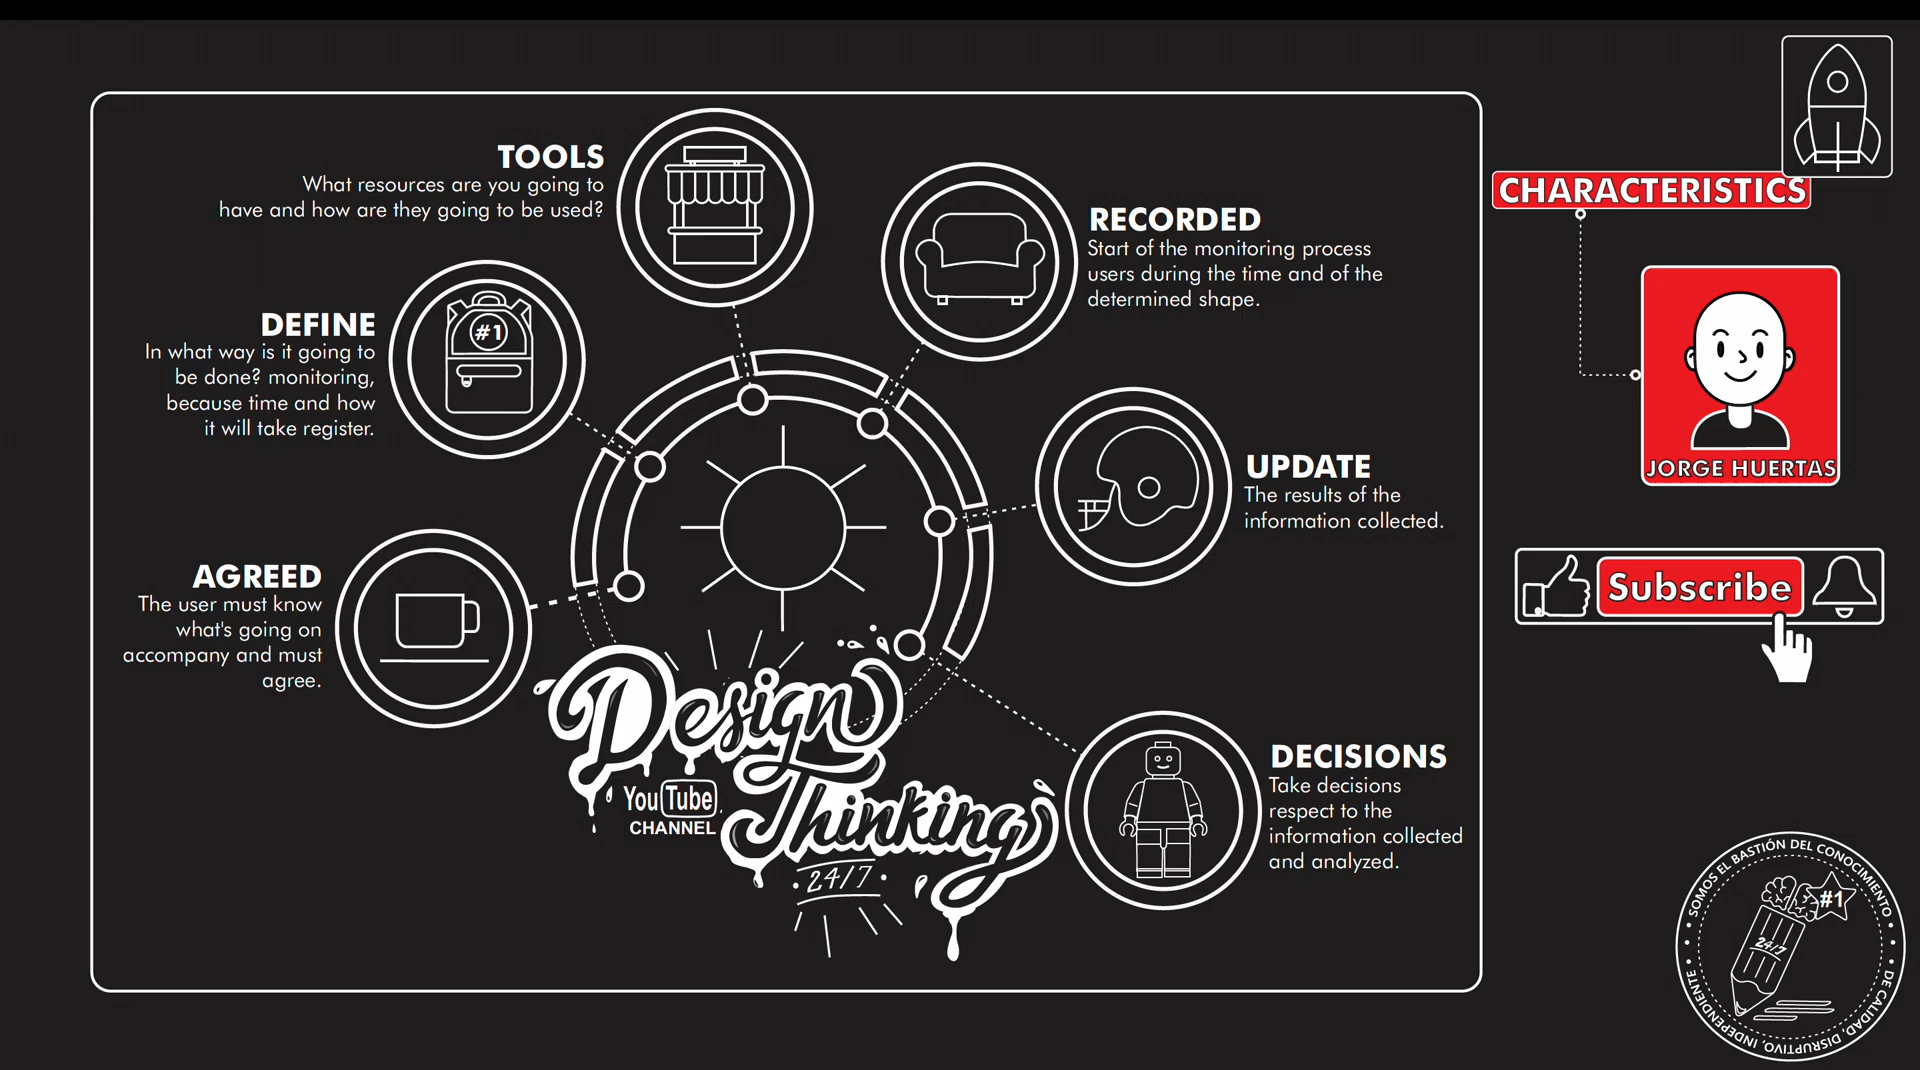 TOOLS
What resources are you going to
have and how are they going to be used?
RECORDED
Start of the monitoring process
users during the time and of the
determined shape.
DEFINE
In what way is it going to
be done? monitoring,
because time and how
it will take register.
#1
UPDATE
The results of the
information collected.
AGREED
The user must know
what's going on
accompany and must
agree.
DECISIONS
Take decisions
respect to the
information collected
and analyzed.
Design
Thinking
YouTube
CHANNEL
24/7
CHARACTERISTICS
JORGE HUERTAS
Subscribe
SOMOS EL BASTIÓN DEL CONOCIMIENTO
DE CALIDAD, DISRUPTIVO, INDEPENDIENTE
#1
24/7